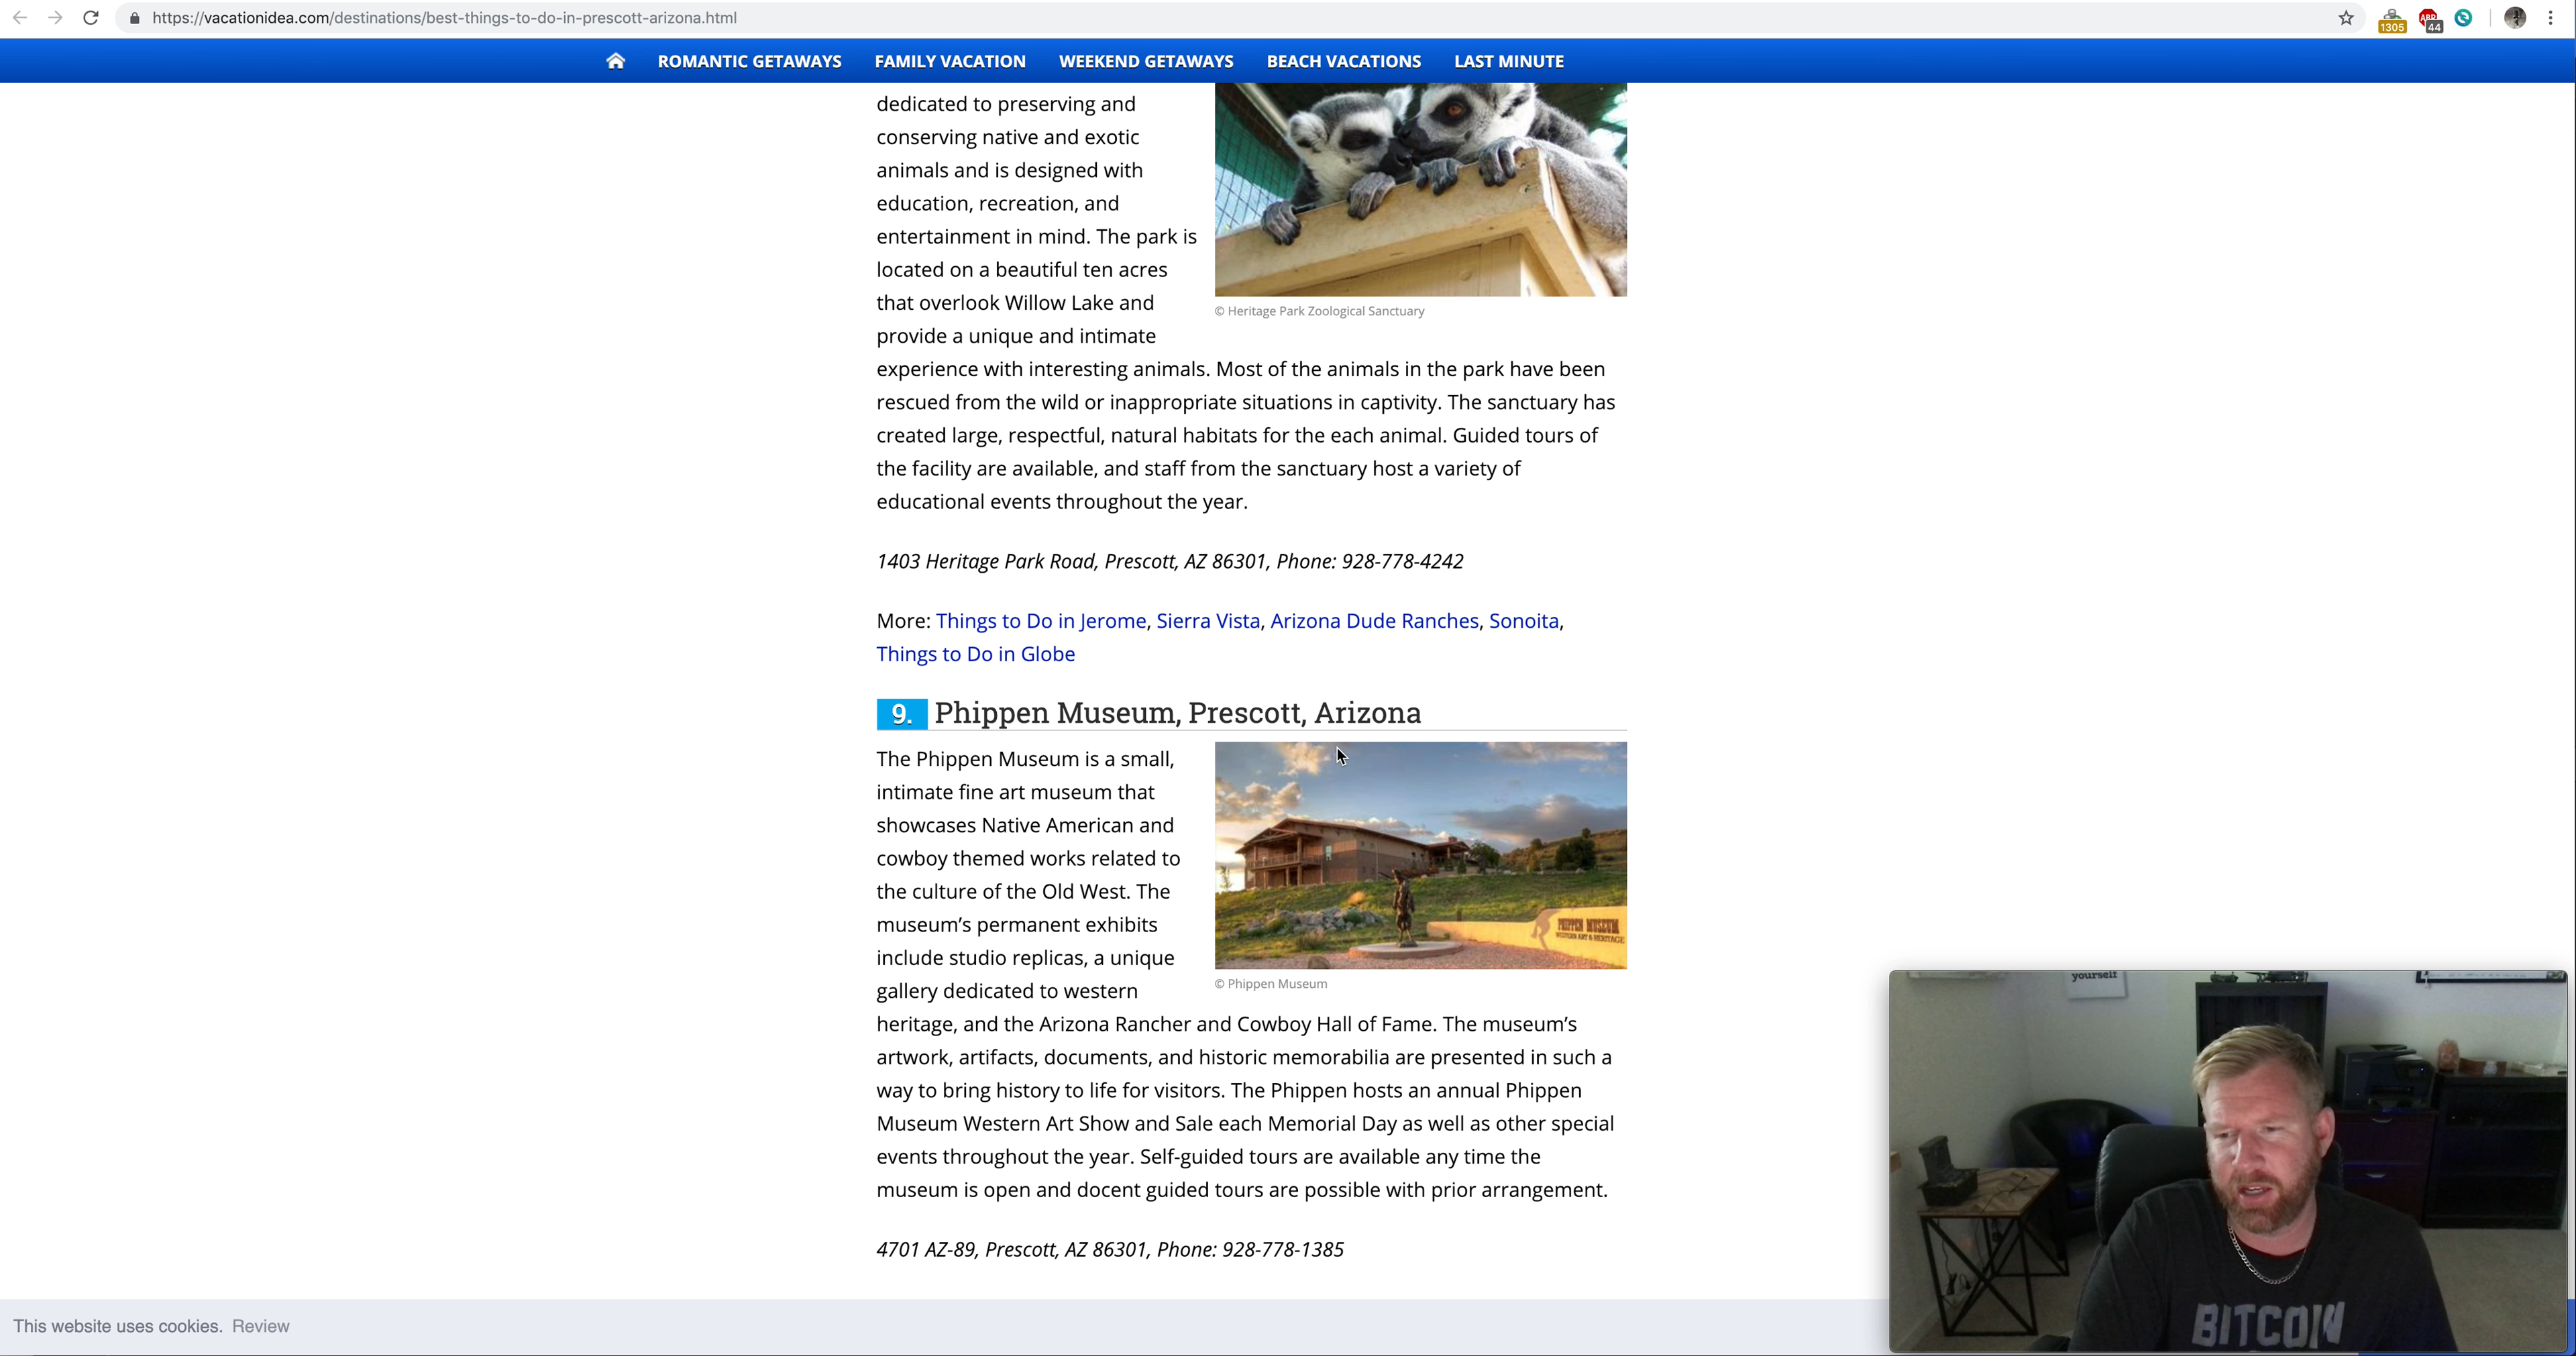 https://vacationidea.com/destinations/best-things-to-do-in-prescott-arizona.html
1305
ABP
44
ROMANTIC GETAWAYS
FAMILY VACATION
WEEKEND GETAWAYS
BEACH VACATIONS
LAST MINUTE
dedicated to preserving and
conserving native and exotic
animals and is designed with
education, recreation, and
entertainment in mind. The park is
located on a beautiful ten acres
that overlook Willow Lake and
provide a unique and intimate
© Heritage Park Zoological Sanctuary
experience with interesting animals. Most of the animals in the park have been
rescued from the wild or inappropriate situations in captivity. The sanctuary has
created large, respectful, natural habitats for the each animal. Guided tours of
the facility are available, and staff from the sanctuary host a variety of
educational events throughout the year.
1403 Heritage Park Road, Prescott, AZ 86301, Phone: 928-778-4242
More: Things to Do in Jerome, Sierra Vista, Arizona Dude Ranches, Sonoita,
Things to Do in Globe
9. Phippen Museum, Prescott, Arizona
The Phippen Museum is a small,
intimate fine art museum that
showcases Native American and
cowboy themed works related to
the culture of the Old West. The
museum's permanent exhibits
include studio replicas, a unique
gallery dedicated to western
PHIPPEN MUSEUM
WESTERN ART & HERITAGE
© Phippen Museum
heritage, and the Arizona Rancher and Cowboy Hall of Fame. The museum's
artwork, artifacts, documents, and historic memorabilia are presented in such a
way to bring history to life for visitors. The Phippen hosts an annual Phippen
Museum Western Art Show and Sale each Memorial Day as well as other special
events throughout the year. Self-guided tours are available any time the
museum is open and docent guided tours are possible with prior arrangement.
4701 AZ-89, Prescott, AZ 86301, Phone: 928-778-1385
This website uses cookies. Review
yourself
BITCOIN